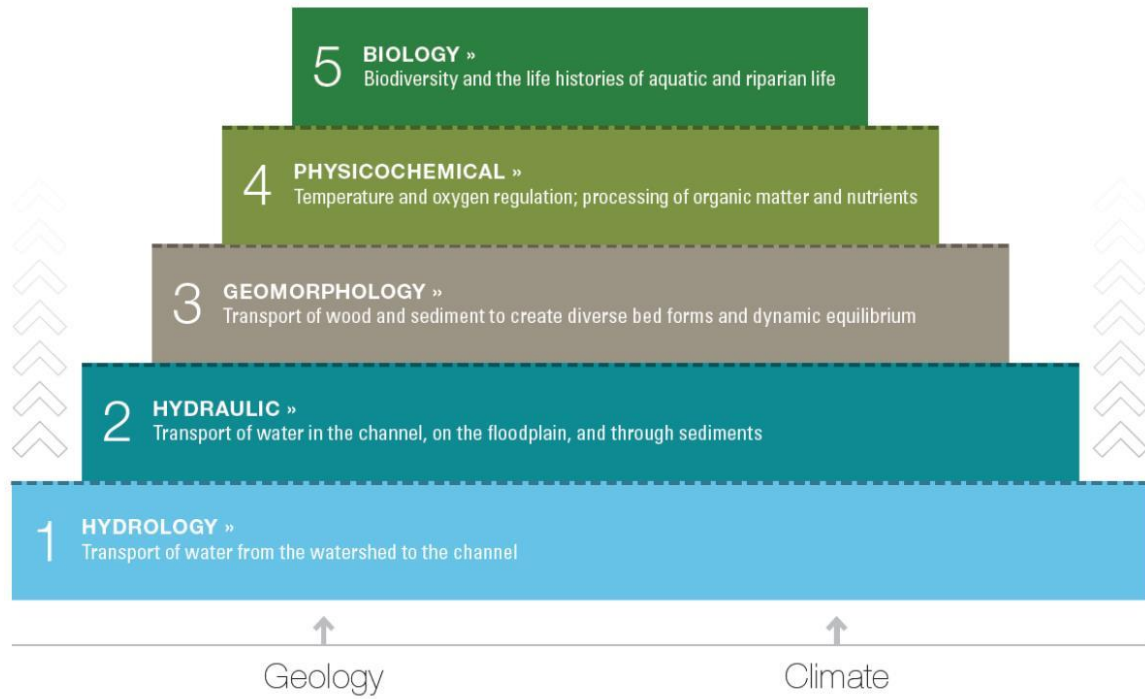 5 BIOLOGY »
Biodiversity and the life histories of aquatic and riparian life
4 PHYSICOCHEMICAL »
Temperature and oxygen regulation; processing of organic matter and nutrients
3 GEOMORPHOLOGY »
Transport of wood and sediment to create diverse bed forms and dynamic equilibrium
2 HYDRAULIC »
Transport of water in the channel, on the floodplain, and through sediments
1 HYDROLOGY »
Transport of water from the watershed to the channel
Geology Climate